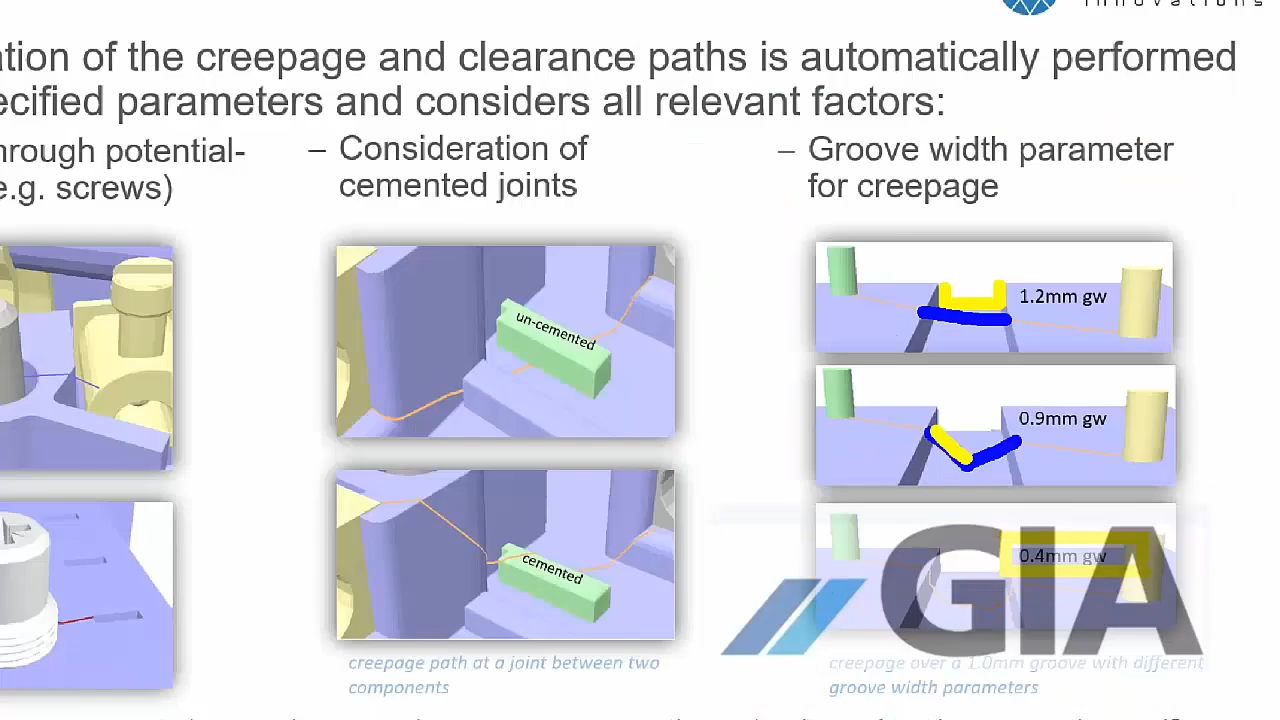 innovations
ation of the creepage and clearance paths is automatically performed
ecified parameters and considers all relevant factors:
hrough potential-
e.g. screws)
– Consideration of
cemented joints
– Groove width parameter
for creepage
un-cemented
cemented
1.2mm gw
0.9mm gw
0.4mm gw
GIA
creepage path at a joint between two
components
creepage over a 1.0mm groove with different
groove width parameters